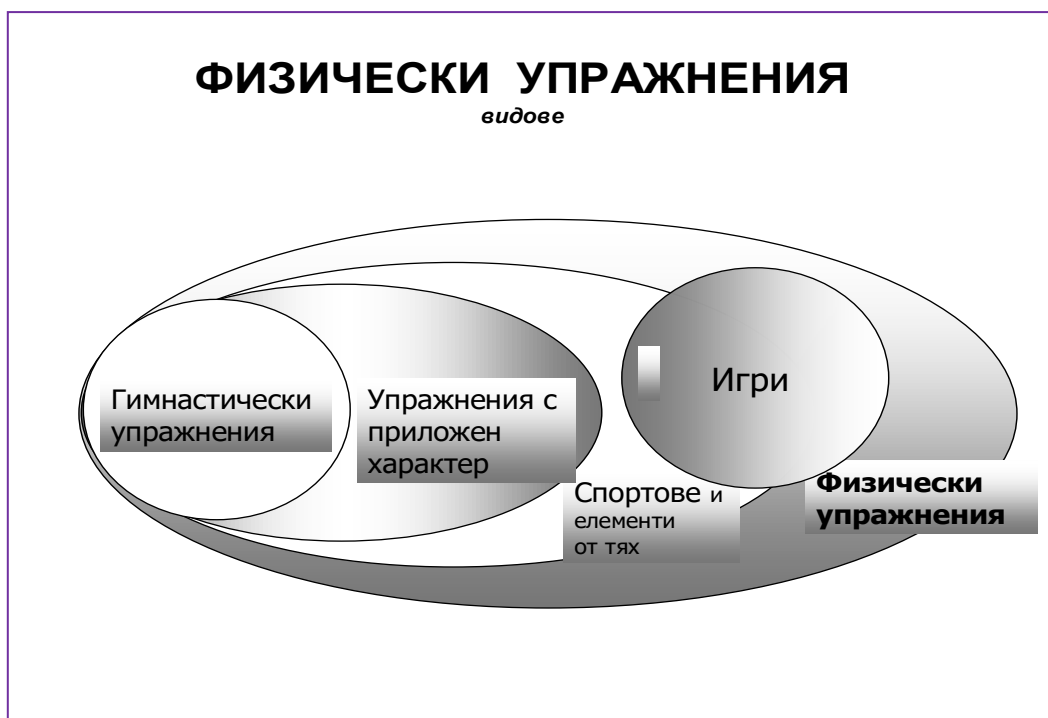 ФИЗИЧЕСКИ УПРАЖНЕНИЯ
видове
Гимнастически
упражнения
Упражнения с
приложен
характер
Игри
Спортове и
елементи
от тях
Физически
упражнения